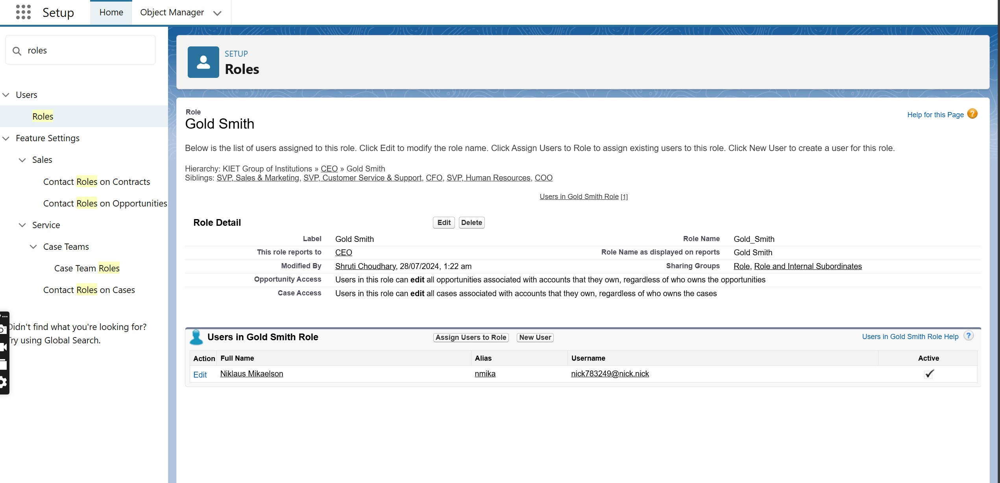 Setup
Home
Object Manager
roles
Users
Roles
Feature Settings
Sales
Contact Roles on Contracts
Contact Roles on Opportunities
Service
Case Teams
Case Team Roles
Contact Roles on Cases
Didn't find what you're looking for?
Try using Global Search.
SETUP
Roles
Role
Gold Smith
Help for this Page ?
Below is the list of users assigned to this role. Click Edit to modify the role name. Click Assign Users to Role to assign existing users to this role. Click New User to create a user for this role.
Hierarchy: KIET Group of Institutions » CEO » Gold Smith
Siblings: SVP, Sales & Marketing, SVP, Customer Service & Support, CFO, SVP, Human Resources, COO
Users in Gold Smith Role [1]
Role Detail Edit Delete
Label Gold Smith Role Name Gold_Smith
This role reports to CEO Role Name as displayed on reports Gold Smith
Modified By Shruti Choudhary, 28/07/2024, 1:22 am Sharing Groups Role, Role and Internal Subordinates
Opportunity Access Users in this role can edit all opportunities associated with accounts that they own, regardless of who owns the opportunities
Case Access Users in this role can edit all cases associated with accounts that they own, regardless of who owns the cases
Users in Gold Smith Role Assign Users to Role New User Users in Gold Smith Role Help ?
Action Full Name Alias Username Active
Edit Niklaus Mikaelson nmika nick783249@nick.nick